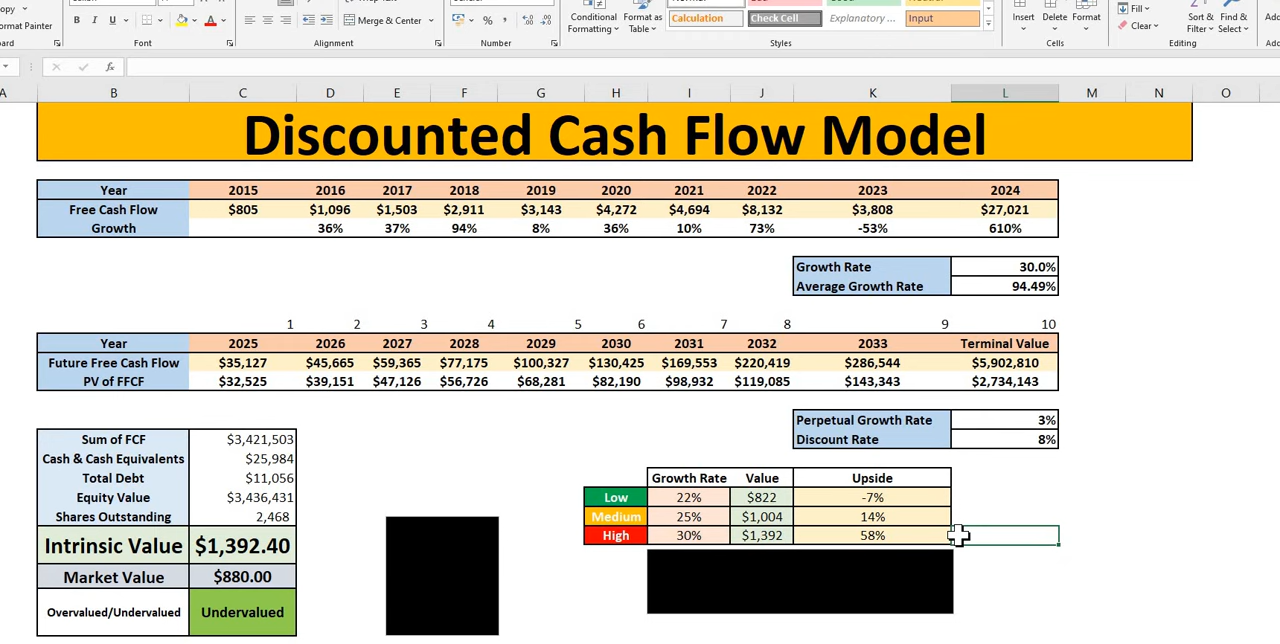 opy
Merge & Center
Conditional Format as
Formatting Table
Calculation
Check Cell
Explanatory ...
Input
Insert Delete Format
Fill
Clear
Sort & Find &
Filter Select
ormat Painter
B I U A $ % ,
oard Font Alignment Number Styles Cells Editing
fx
A B C D E F G H I J K L M N O
Discounted Cash Flow Model
Year 2015 2016 2017 2018 2019 2020 2021 2022 2023 2024
Free Cash Flow $805 $1,096 $1,503 $2,911 $3,143 $4,272 $4,694 $8,132 $3,808 $27,021
Growth 36% 37% 94% 8% 36% 10% 73% -53% 610%
Growth Rate 30.0%
Average Growth Rate 94.49%
1 2 3 4 5 6 7 8 9 10
Year 2025 2026 2027 2028 2029 2030 2031 2032 2033 Terminal Value
Future Free Cash Flow $35,127 $45,665 $59,365 $77,175 $100,327 $130,425 $169,553 $220,419 $286,544 $5,902,810
PV of FFCF $32,525 $39,151 $47,126 $56,726 $68,281 $82,190 $98,932 $119,085 $143,343 $2,734,143
Perpetual Growth Rate 3%
Discount Rate 8%
Sum of FCF $3,421,503
Cash & Cash Equivalents $25,984
Total Debt $11,056
Equity Value $3,436,431
Shares Outstanding 2,468
Intrinsic Value $1,392.40
Market Value $880.00
Overvalued/Undervalued Undervalued
Growth Rate Value Upside
Low 22% $822 -7%
Medium 25% $1,004 14%
High 30% $1,392 58%